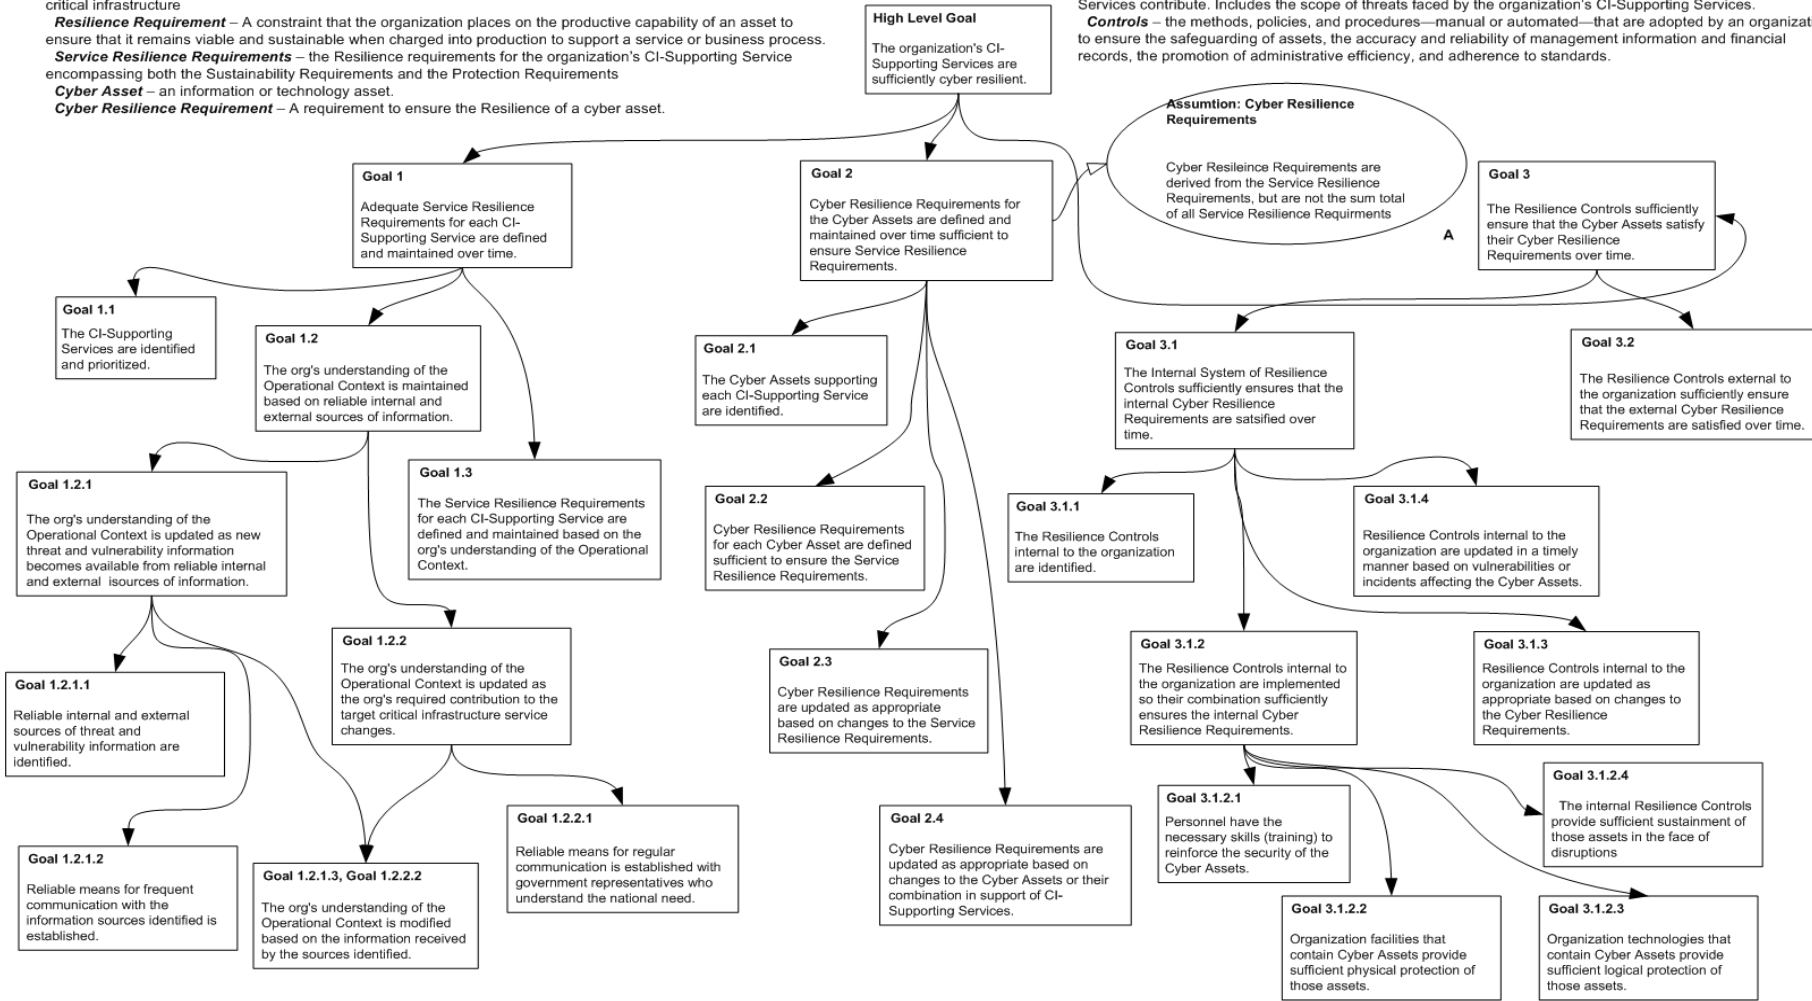 critical infrastructure
Resilience Requirement – A constraint that the organization places on the productive capability of an asset to
ensure that it remains viable and sustainable when charged into production to support a service or business process.
Service Resilience Requirements – the Resilience requirements for the organization's CI-Supporting Service
encompassing both the Sustainability Requirements and the Protection Requirements
Cyber Asset – an information or technology asset.
Cyber Resilience Requirement – A requirement to ensure the Resilience of a cyber asset.
High Level Goal
The organization's CI-
Supporting Services are
sufficiently cyber resilient.
Services contribute. Includes the scope of threats faced by the organization's CI-Supporting Services.
Controls – the methods, policies, and procedures—manual or automated—that are adopted by an organizati
to ensure the safeguarding of assets, the accuracy and reliability of management information and financial
records, the promotion of administrative efficiency, and adherence to standards.
Assumtion: Cyber Resilience
Requirements
Cyber Resileince Requirements are
derived from the Service Resilience
Requirements, but are not the sum total
of all Service Resilience Requirments
A
Goal 1
Adequate Service Resilience
Requirements for each CI-
Supporting Service are defined
and maintained over time.
Goal 2
Cyber Resilience Requirements for
the Cyber Assets are defined and
maintained over time sufficient to
ensure Service Resilience
Requirements.
Goal 3
The Resilience Controls sufficiently
ensure that the Cyber Assets satisfy
their Cyber Resilience
Requirements over time.
Goal 1.1
The CI-Supporting
Services are identified
and prioritized.
Goal 1.2
The org's understanding of the
Operational Context is maintained
based on reliable internal and
external sources of information.
Goal 2.1
The Cyber Assets supporting
each CI-Supporting Service
are identified.
Goal 3.1
The Internal System of Resilience
Controls sufficiently ensures that the
internal Cyber Resilience
Requirements are satsified over
time.
Goal 3.2
The Resilience Controls external to
the organization sufficiently ensure
that the external Cyber Resilience
Requirements are satisfied over time.
Goal 1.2.1
The org's understanding of the
Operational Context is updated as new
threat and vulnerability information
becomes available from reliable internal
and external isources of information.
Goal 1.3
The Service Resilience Requirements
for each CI-Supporting Service are
defined and maintained based on the
org's understanding of the Operational
Context.
Goal 2.2
Cyber Resilience Requirements
for each Cyber Asset are defined
sufficient to ensure the Service
Resilience Requirements.
Goal 3.1.1
The Resilience Controls
internal to the organization
are identified.
Goal 3.1.4
Resilience Controls internal to the
organization are updated in a timely
manner based on vulnerabilities or
incidents affecting the Cyber Assets.
Goal 1.2.1.1
Reliable internal and external
sources of threat and
vulnerability information are
identified.
Goal 1.2.2
The org's understanding of the
Operational Context is updated as
the org's required contribution to the
target critical infrastructure service
changes.
Goal 2.3
Cyber Resilience Requirements
are updated as appropriate
based on changes to the Service
Resilience Requirements.
Goal 3.1.2
The Resilience Controls internal to
the organization are implemented
so their combination sufficiently
ensures the internal Cyber
Resilience Requirements.
Goal 3.1.3
Resilience Controls internal to the
organization are updated as
appropriate based on changes to
the Cyber Resilience
Requirements.
Goal 1.2.1.2
Reliable means for frequent
communication with the
information sources identified is
established.
Goal 1.2.1.3, Goal 1.2.2.2
The org's understanding of the
Operational Context is modified
based on the information received
by the sources identified.
Goal 1.2.2.1
Reliable means for regular
communication is established with
government representatives who
understand the national need.
Goal 2.4
Cyber Resilience Requirements are
updated as appropriate based on
changes to the Cyber Assets or their
combination in support of CI-
Supporting Services.
Goal 3.1.2.1
Personnel have the
necessary skills (training) to
reinforce the security of the
Cyber Assets.
Goal 3.1.2.4
The internal Resilience Controls
provide sufficient sustainment of
those assets in the face of
disruptions
Goal 3.1.2.2
Organization facilities that
contain Cyber Assets provide
sufficient physical protection of
those assets.
Goal 3.1.2.3
Organization technologies that
contain Cyber Assets provide
sufficient logical protection of
those assets.